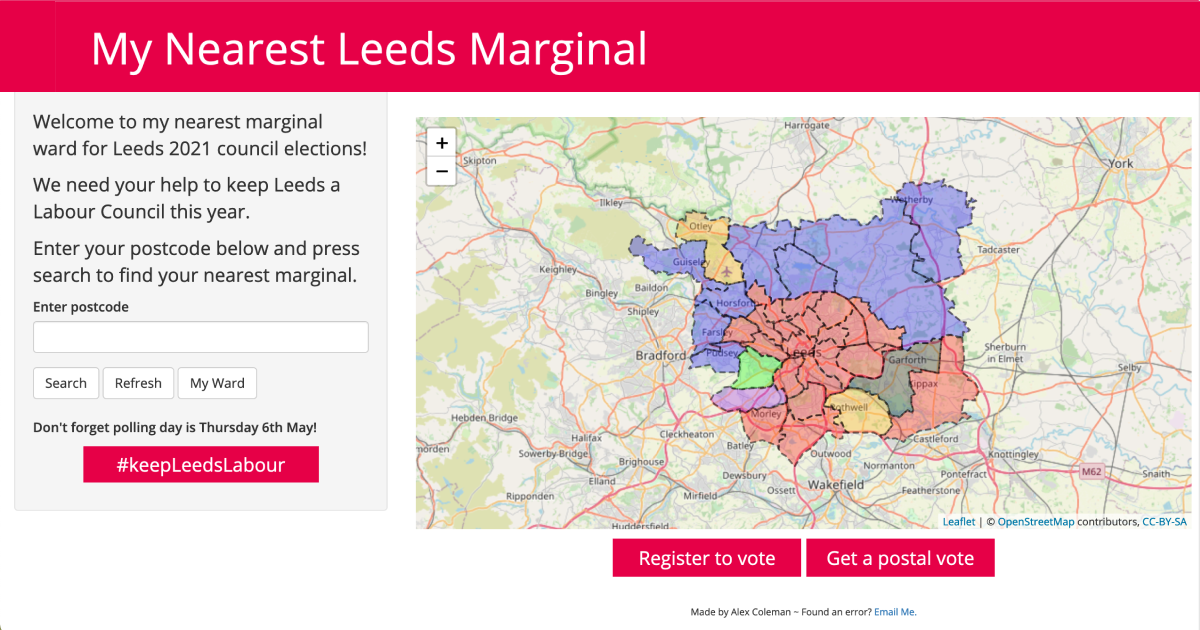 My Nearest Leeds Marginal
Welcome to my nearest marginal
ward for Leeds 2021 council elections!
We need your help to keep Leeds a
Labour Council this year.
Enter your postcode below and press
search to find your nearest marginal.
Enter postcode
Search Refresh My Ward
Don't forget polling day is Thursday 6th May!
#keepLeedsLabour
+
−
Harrogate
Skipton
York
Ilkley
Wetherby
Otley
Tadcaster
Guiseley
Keighley
Baildon
Bingley
Horsforth
Shipley
Farsley
Bradford
Pudsey
Leeds
Garforth
Sherburn
in Elmet
Selby
Kippax
Rothwell
Morley
Hebden Bridge
Halifax
Cleckheaton
Castleford
morden
Sowerby Bridge
Batley
Outwood
Knottingley
Brighouse
Normanton
Elland
Dewsbury
Pontefract
M62
Snaith
Ripponden
Mirfield
Ossett
Wakefield
Featherstone
Huddersfield
Leaflet | © OpenStreetMap contributors, CC-BY-SA
Register to vote Get a postal vote
Made by Alex Coleman ~ Found an error? Email Me.